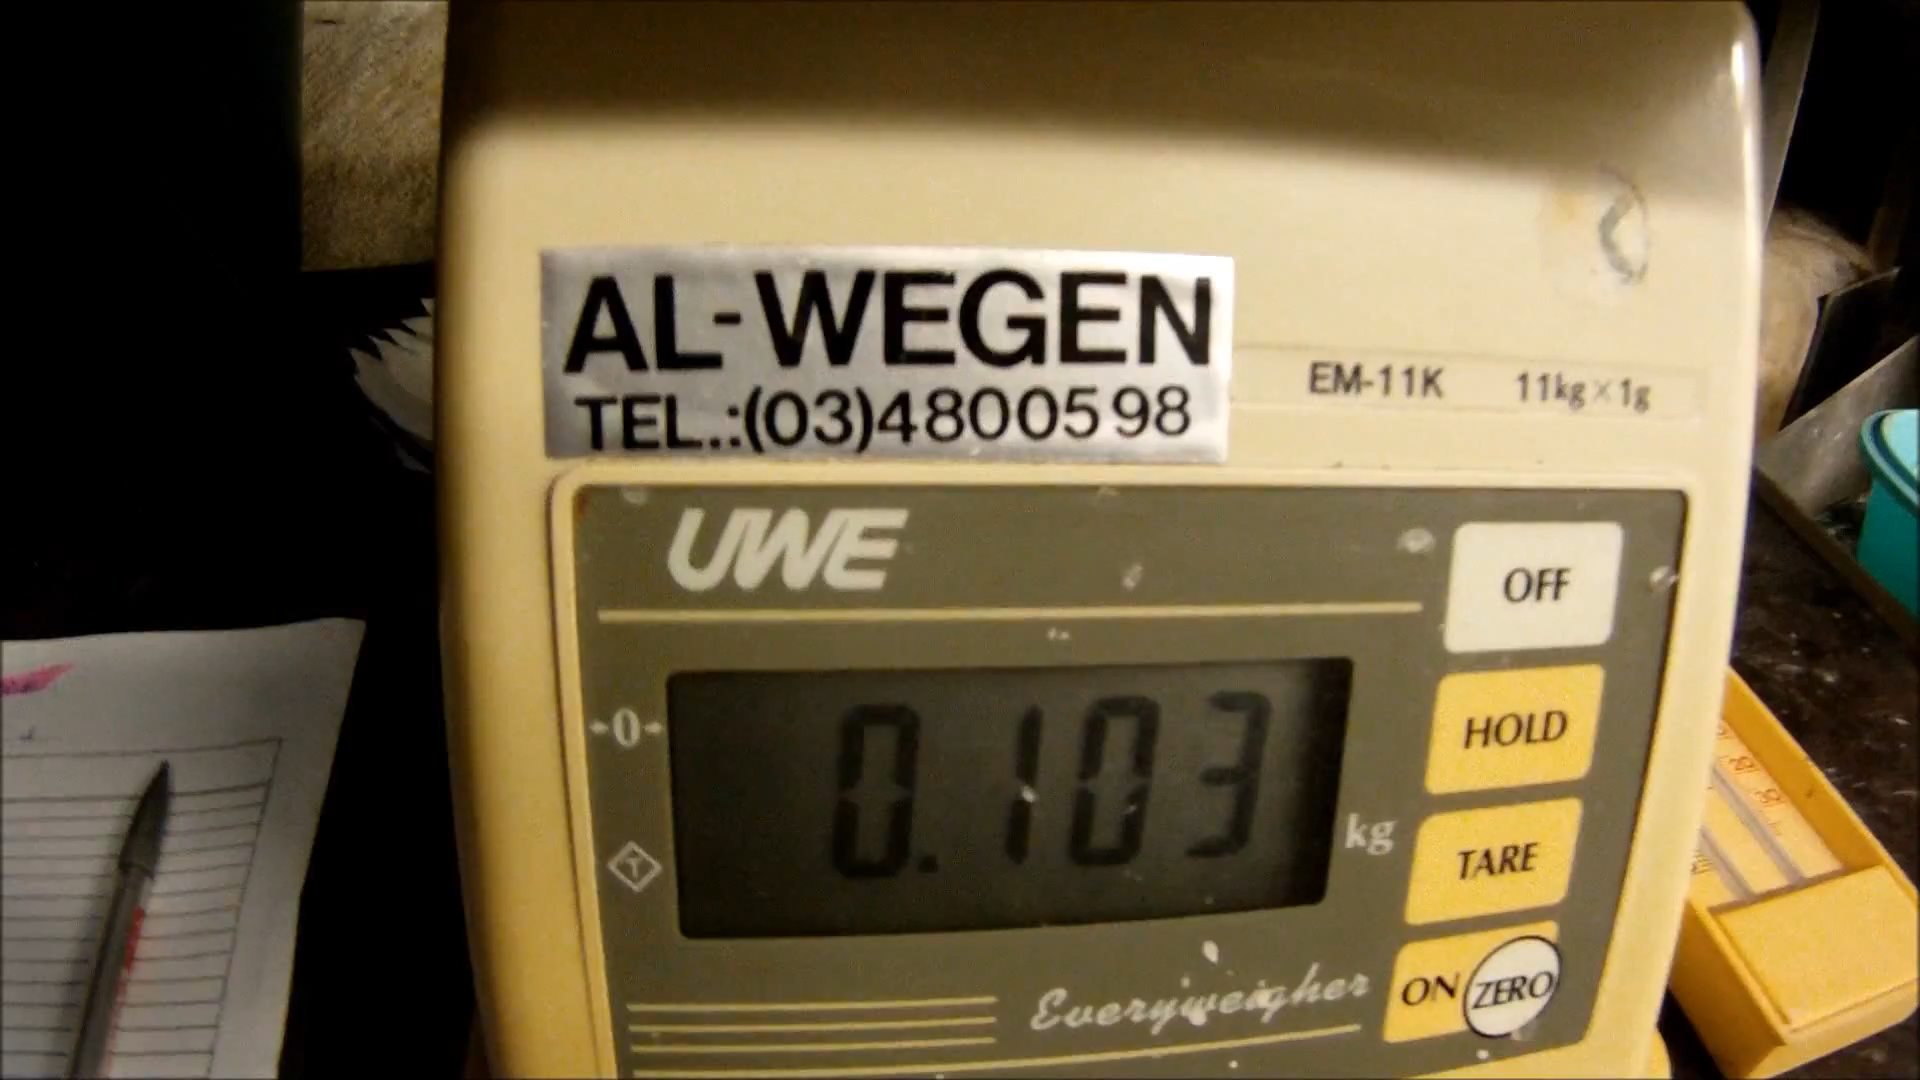 AL-WEGEN
TEL.:(03)4800598
EM-11K 11kg×1g
UWE
OFF
→0←
0.103
kg
HOLD
T
TARE
ON ZERO
Everyweigher